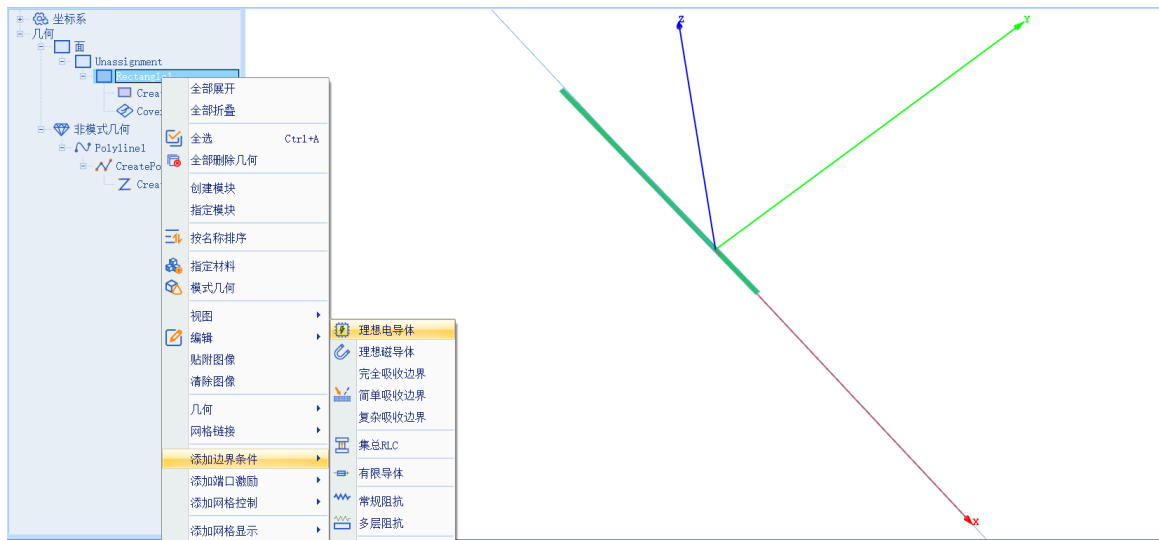 坐标系
几何
面
Unassignment
Rectangle1
Crea
Cove
非模式几何
Polyline1
CreatePo
Crea
全部展开
全部折叠
全选 Ctrl+A
全部删除几何
创建模块
指定模块
按名称排序
指定材料
模式几何
视图
编辑
贴附图像
清除图像
几何
网格链接
添加边界条件
添加端口激励
添加网格控制
添加网格显示
理想电导体
理想磁导体
完全吸收边界
简单吸收边界
复杂吸收边界
集总RLC
有限导体
常规阻抗
多层阻抗
Z
Y
X